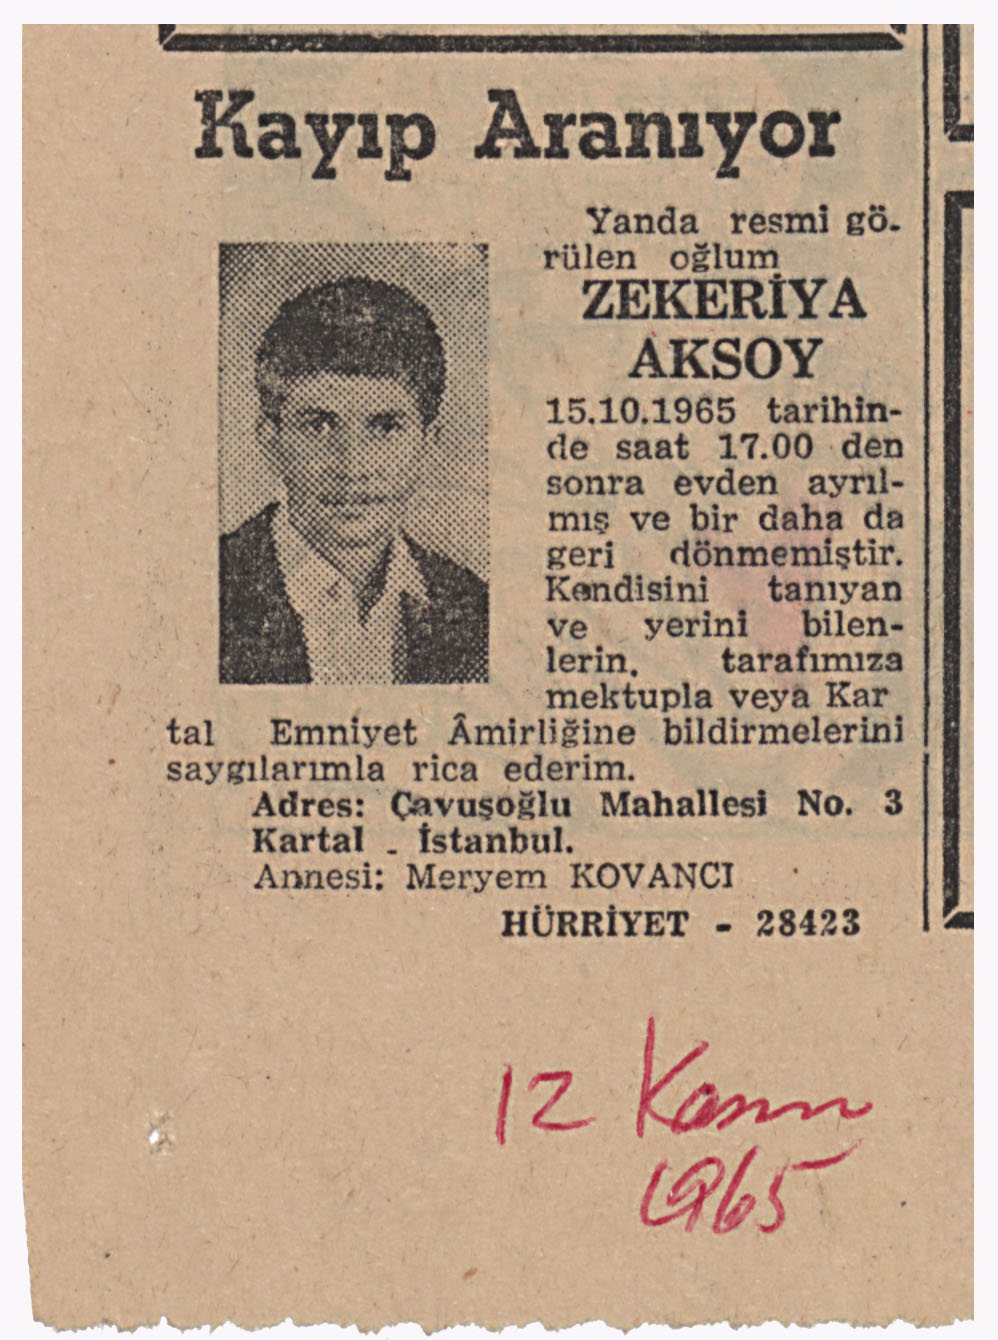 Kayıp Aranıyor
Yanda resmi gö.
rülen oğlum
ZEKERİYA
AKSOY
15.10.1965 tarihin-
de saat 17.00 den
sonra evden ayrıl-
mış ve bir daha da
geri dönmemiştir.
Kendisini tanıyan
ve yerini bilen-
lerin, tarafımıza
mektupla veya Kar
tal Emniyet Âmirliğine bildirmelerini
saygılarımla rica ederim.
Adres: Çavuşoğlu Mahallesi No. 3
Kartal - İstanbul.
Annesi: Meryem KOVANCI
HÜRRİYET - 28423
12 Kasım
1965